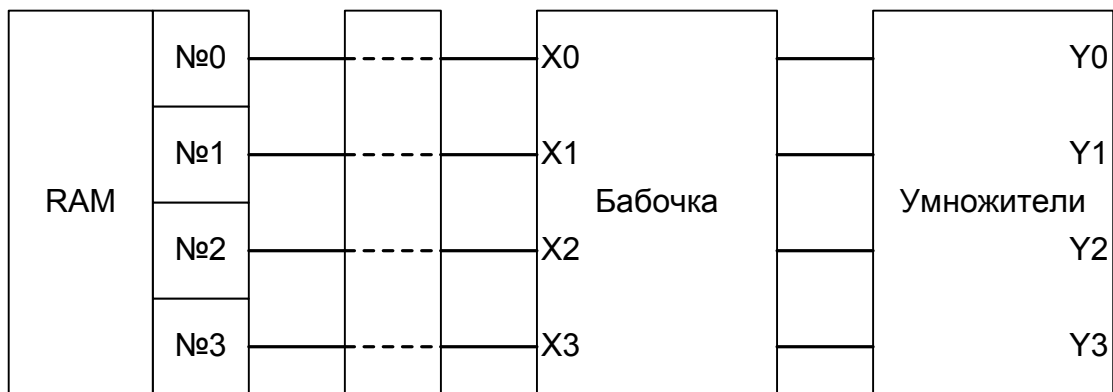 №0 X0 Y0
№1 X1 Y1
RAM Бабочка Умножители
№2 X2 Y2
№3 X3 Y3